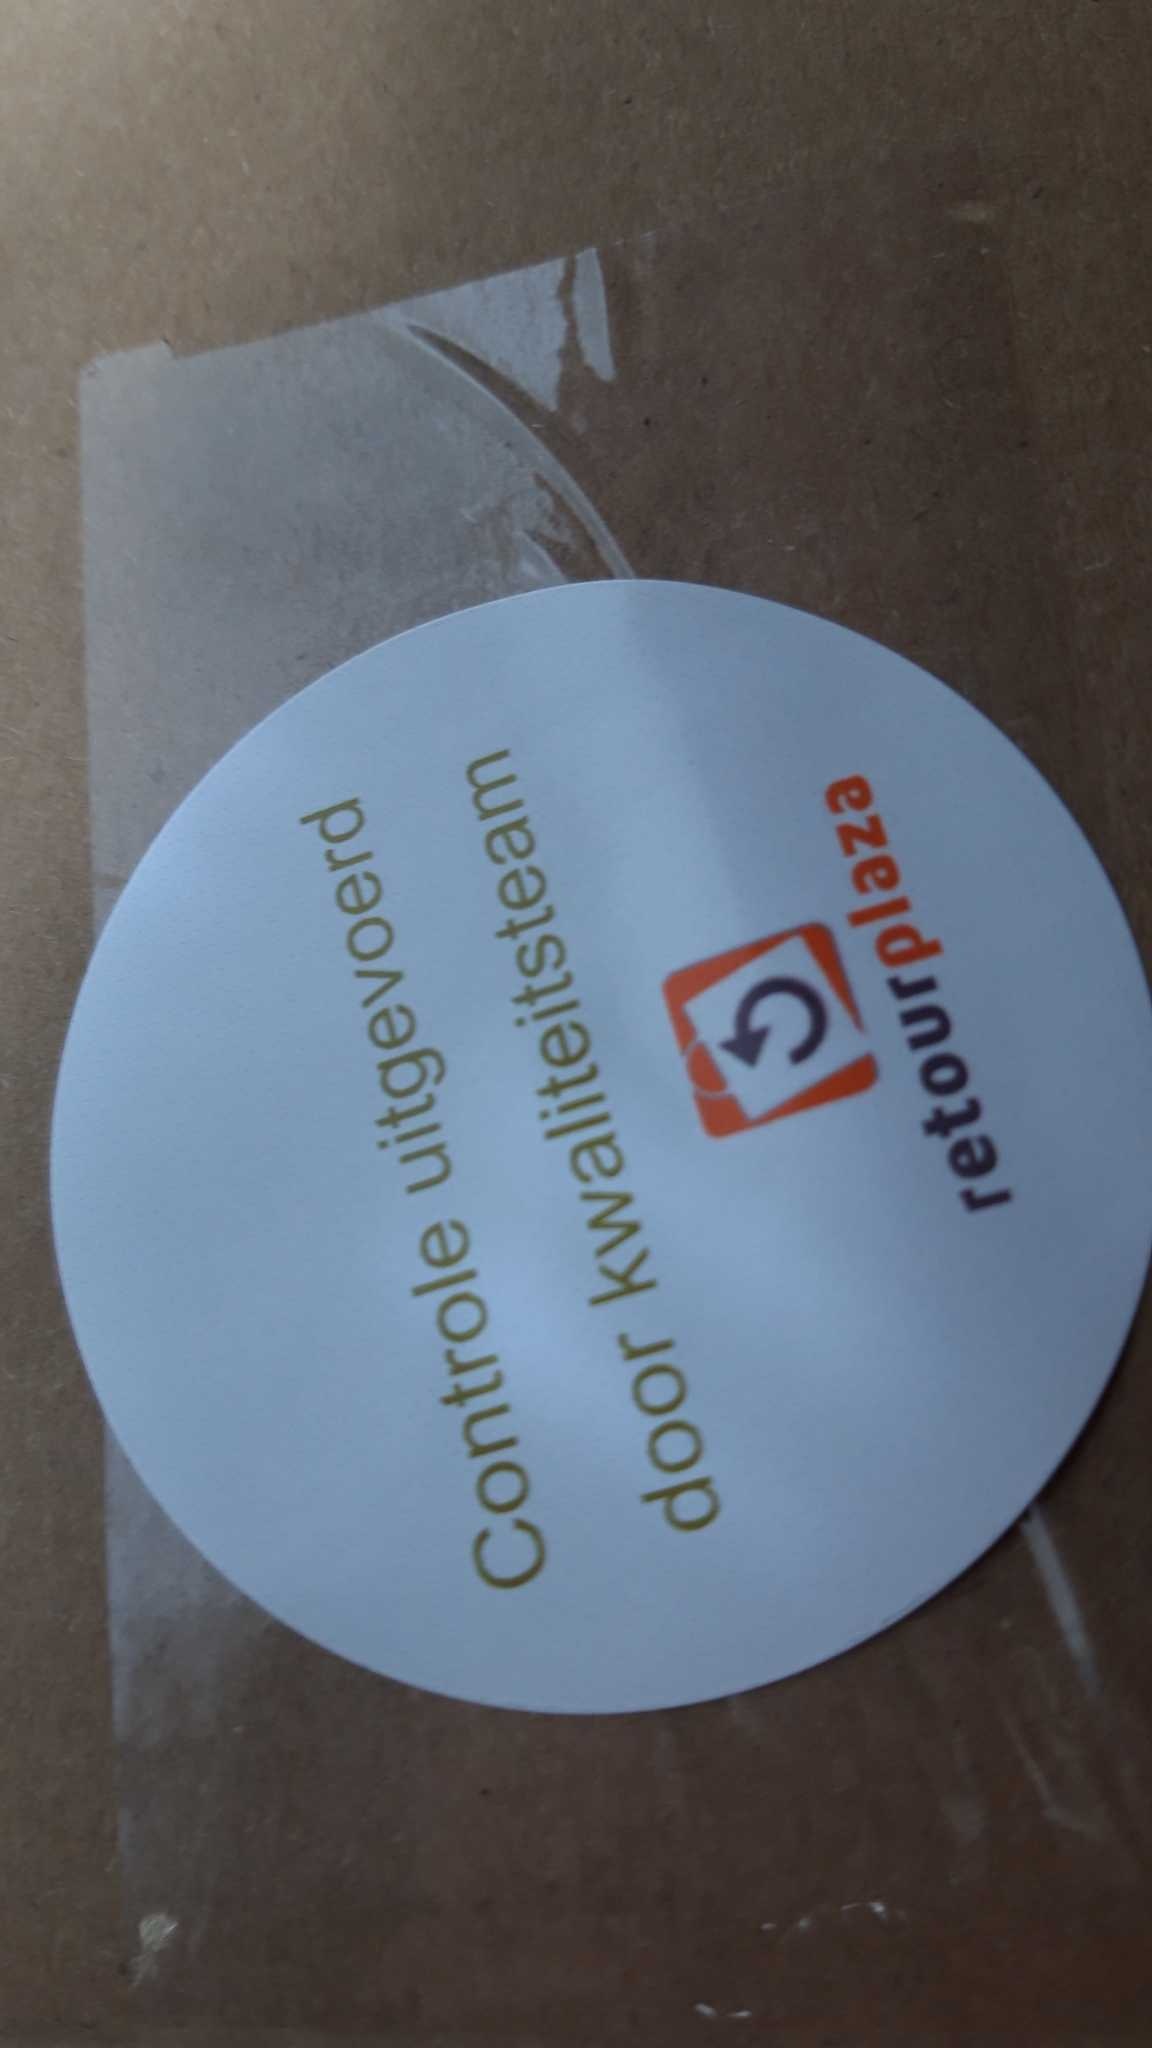 Controle uitgevoerd
door kwaliteitsteam
retourplaza